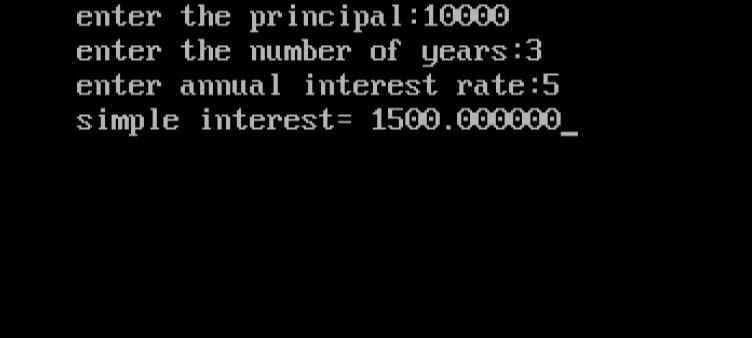 enter the principal:10000
enter the number of years:3
enter annual interest rate:5
simple interest= 1500.000000_